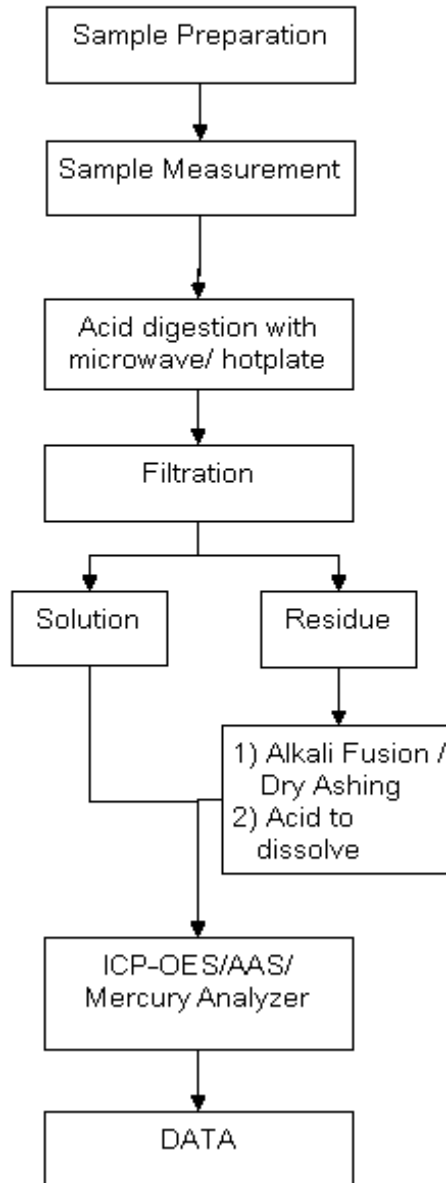 Sample Preparation
Sample Measurement
Acid digestion with
microwave/ hotplate
Filtration
Solution
Residue
1) Alkali Fusion /
Dry Ashing
2) Acid to
dissolve
ICP-OES/AAS/
Mercury Analyzer
DATA